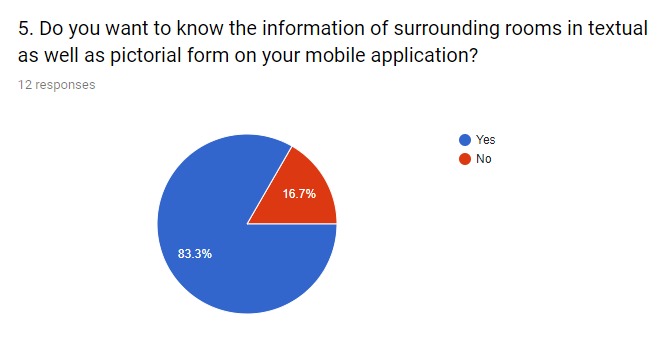 5. Do you want to know the information of surrounding rooms in textual
as well as pictorial form on your mobile application?
12 responses
Yes
No
16.7%
83.3%